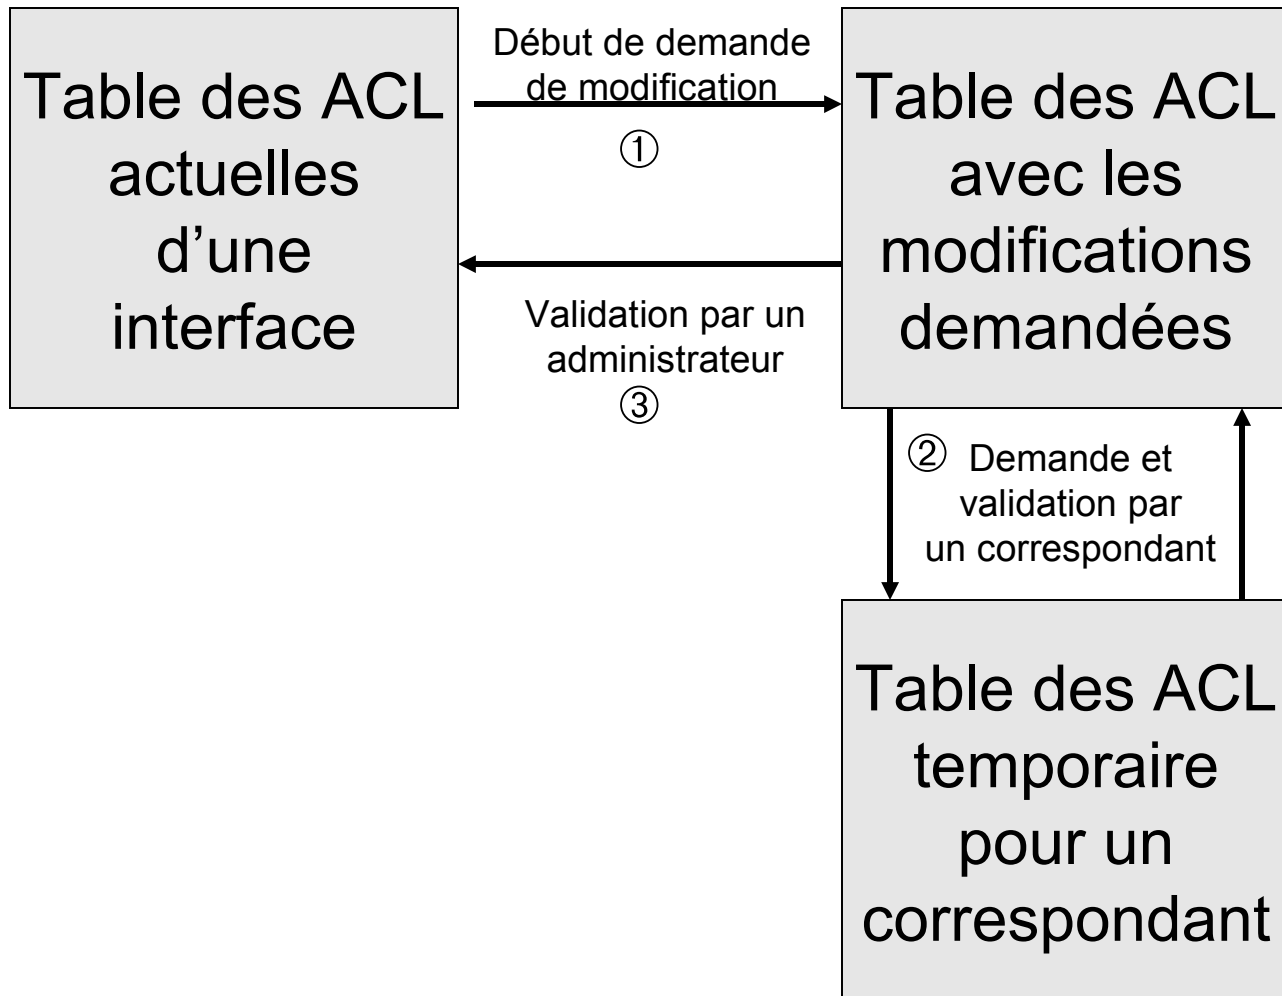 Table des ACL
actuelles
d’une
interface
Début de demande
de modification
①
Table des ACL
avec les
modifications
demandées
Validation par un
administrateur
③
② Demande et
validation par
un correspondant
Table des ACL
temporaire
pour un
correspondant